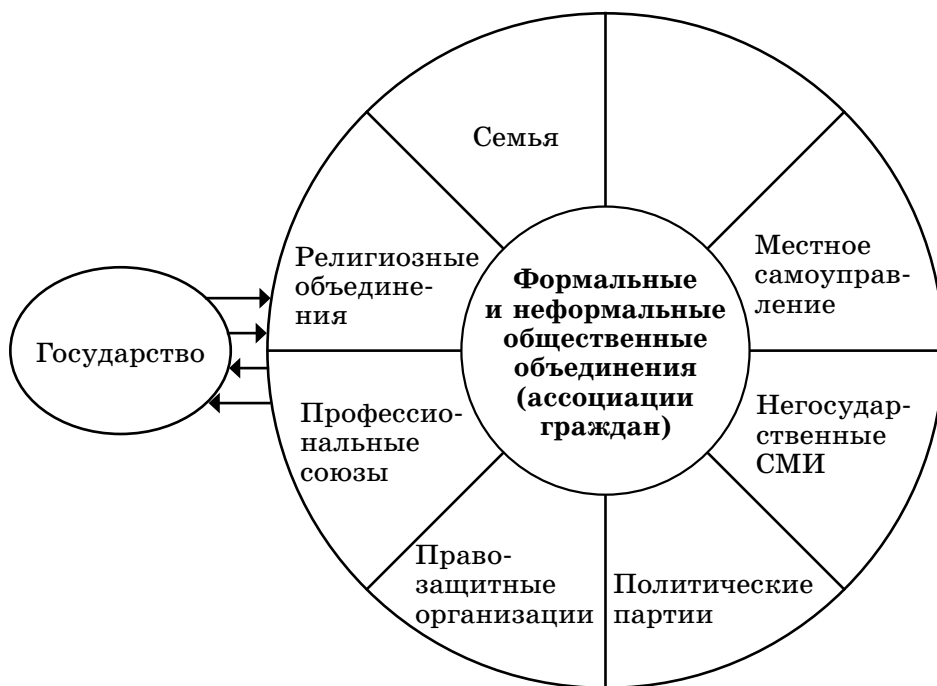 Семья
Религиозные
объедине-
ния
Местное
самоуправ-
ление
Формальные
и неформальные
общественные
объединения
(ассоциации
граждан)
Государство
Профессио-
нальные
союзы
Негосудар-
ственные
СМИ
Право-
защитные
организации
Политические
партии